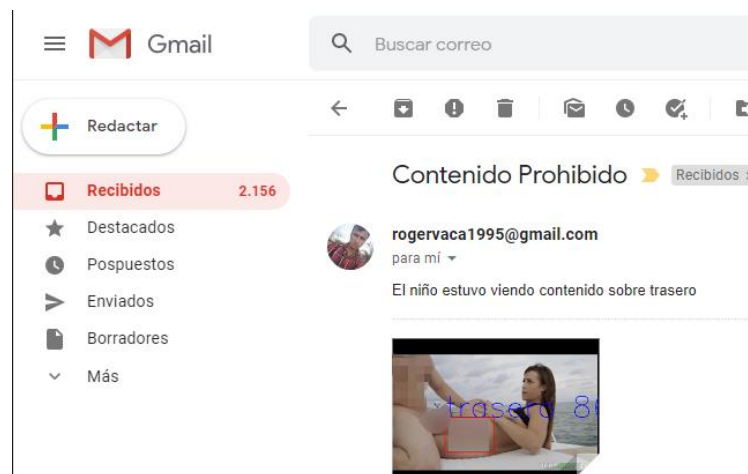 Gmail
Buscar correo
Redactar
Recibidos 2.156
Destacados
Pospuestos
Enviados
Borradores
Más
Contenido Prohibido Recibidos
rogervaca1995@gmail.com
para mí
El niño estuvo viendo contenido sobre trasero
trasero